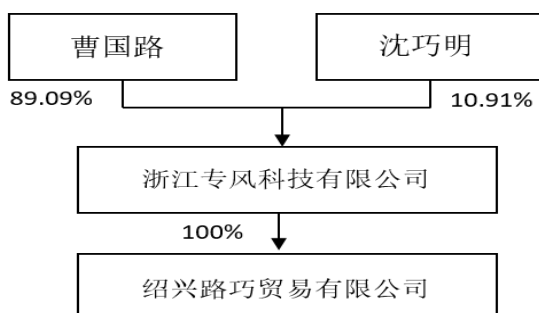 曹国路
沈巧明
89.09%
10.91%
浙江专风科技有限公司
100%
绍兴路巧贸易有限公司